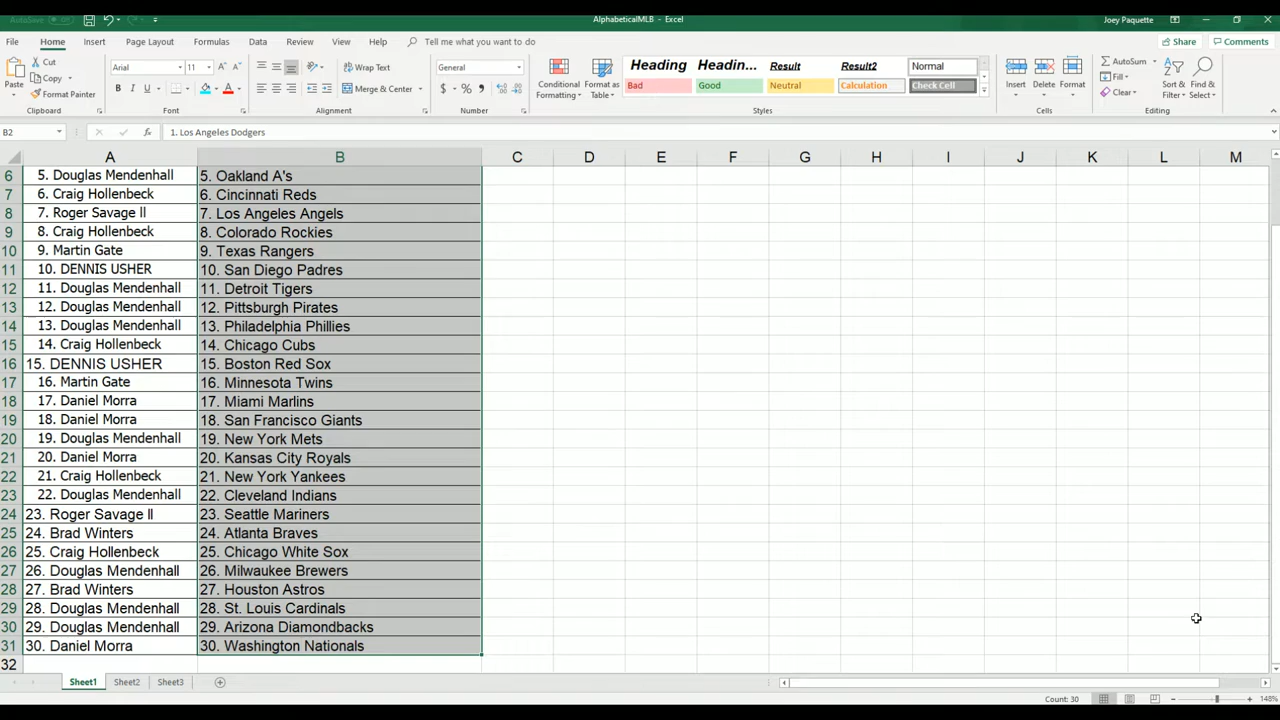 AutoSave
AlphabeticalMLB - Excel
Joey Paquette
File Home Insert Page Layout Formulas Data Review View Help Tell me what you want to do
Share Comments
Paste
Cut
Copy
Format Painter
Clipboard
Arial 11
B I U
Font
Wrap Text
Merge & Center
Alignment
General
$ % ,
Number
Conditional Formatting
Format as Table
Heading Headin... Result Result2 Normal
Bad Good Neutral Calculation Check Cell
Styles
Insert Delete Format
Cells
AutoSum
Fill
Clear
Sort & Filter
Find & Select
Editing
B2 fx 1. Los Angeles Dodgers
A B C D E F G H I J K L M
6 5. Douglas Mendenhall 5. Oakland A's
7 6. Craig Hollenbeck 6. Cincinnati Reds
8 7. Roger Savage ll 7. Los Angeles Angels
9 8. Craig Hollenbeck 8. Colorado Rockies
10 9. Martin Gate 9. Texas Rangers
11 10. DENNIS USHER 10. San Diego Padres
12 11. Douglas Mendenhall 11. Detroit Tigers
13 12. Douglas Mendenhall 12. Pittsburgh Pirates
14 13. Douglas Mendenhall 13. Philadelphia Phillies
15 14. Craig Hollenbeck 14. Chicago Cubs
16 15. DENNIS USHER 15. Boston Red Sox
17 16. Martin Gate 16. Minnesota Twins
18 17. Daniel Morra 17. Miami Marlins
19 18. Daniel Morra 18. San Francisco Giants
20 19. Douglas Mendenhall 19. New York Mets
21 20. Daniel Morra 20. Kansas City Royals
22 21. Craig Hollenbeck 21. New York Yankees
23 22. Douglas Mendenhall 22. Cleveland Indians
24 23. Roger Savage ll 23. Seattle Mariners
25 24. Brad Winters 24. Atlanta Braves
26 25. Craig Hollenbeck 25. Chicago White Sox
27 26. Douglas Mendenhall 26. Milwaukee Brewers
28 27. Brad Winters 27. Houston Astros
29 28. Douglas Mendenhall 28. St. Louis Cardinals
30 29. Douglas Mendenhall 29. Arizona Diamondbacks
31 30. Daniel Morra 30. Washington Nationals
32
Sheet1 Sheet2 Sheet3
Count: 30 148%